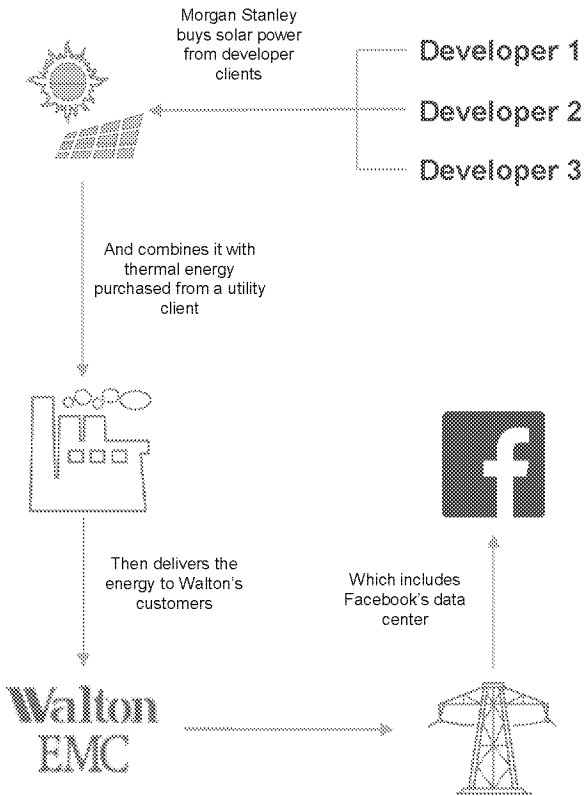 Morgan Stanley
buys solar power
from developer
clients
Developer 1
Developer 2
Developer 3
And combines it with
thermal energy
purchased from a utility
client
Then delivers the
energy to Walton's
customers
Which includes
Facebook's data
center
f
Walton
EMC